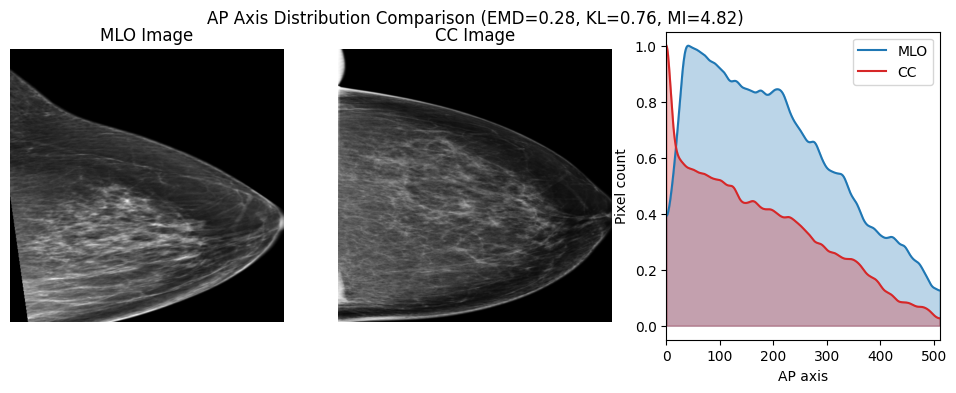 AP Axis Distribution Comparison (EMD=0.28, KL=0.76, MI=4.82)
MLO Image
CC Image
MLO
CC
Pixel count
1.0
0.8
0.6
0.4
0.2
0.0
0 100 200 300 400 500
AP axis